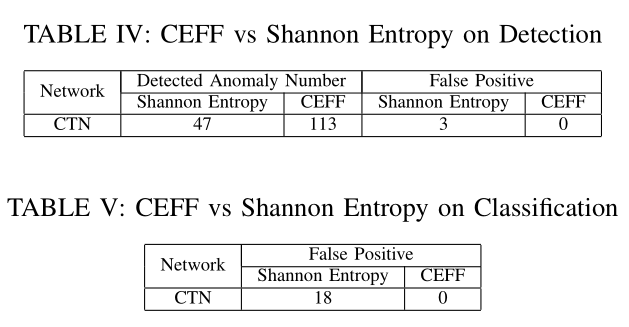 TABLE IV: CEFF vs Shannon Entropy on Detection
Network Detected Anomaly Number False Positive
Shannon Entropy CEFF Shannon Entropy CEFF
CTN 47 113 3 0
TABLE V: CEFF vs Shannon Entropy on Classification
Network False Positive
Shannon Entropy CEFF
CTN 18 0